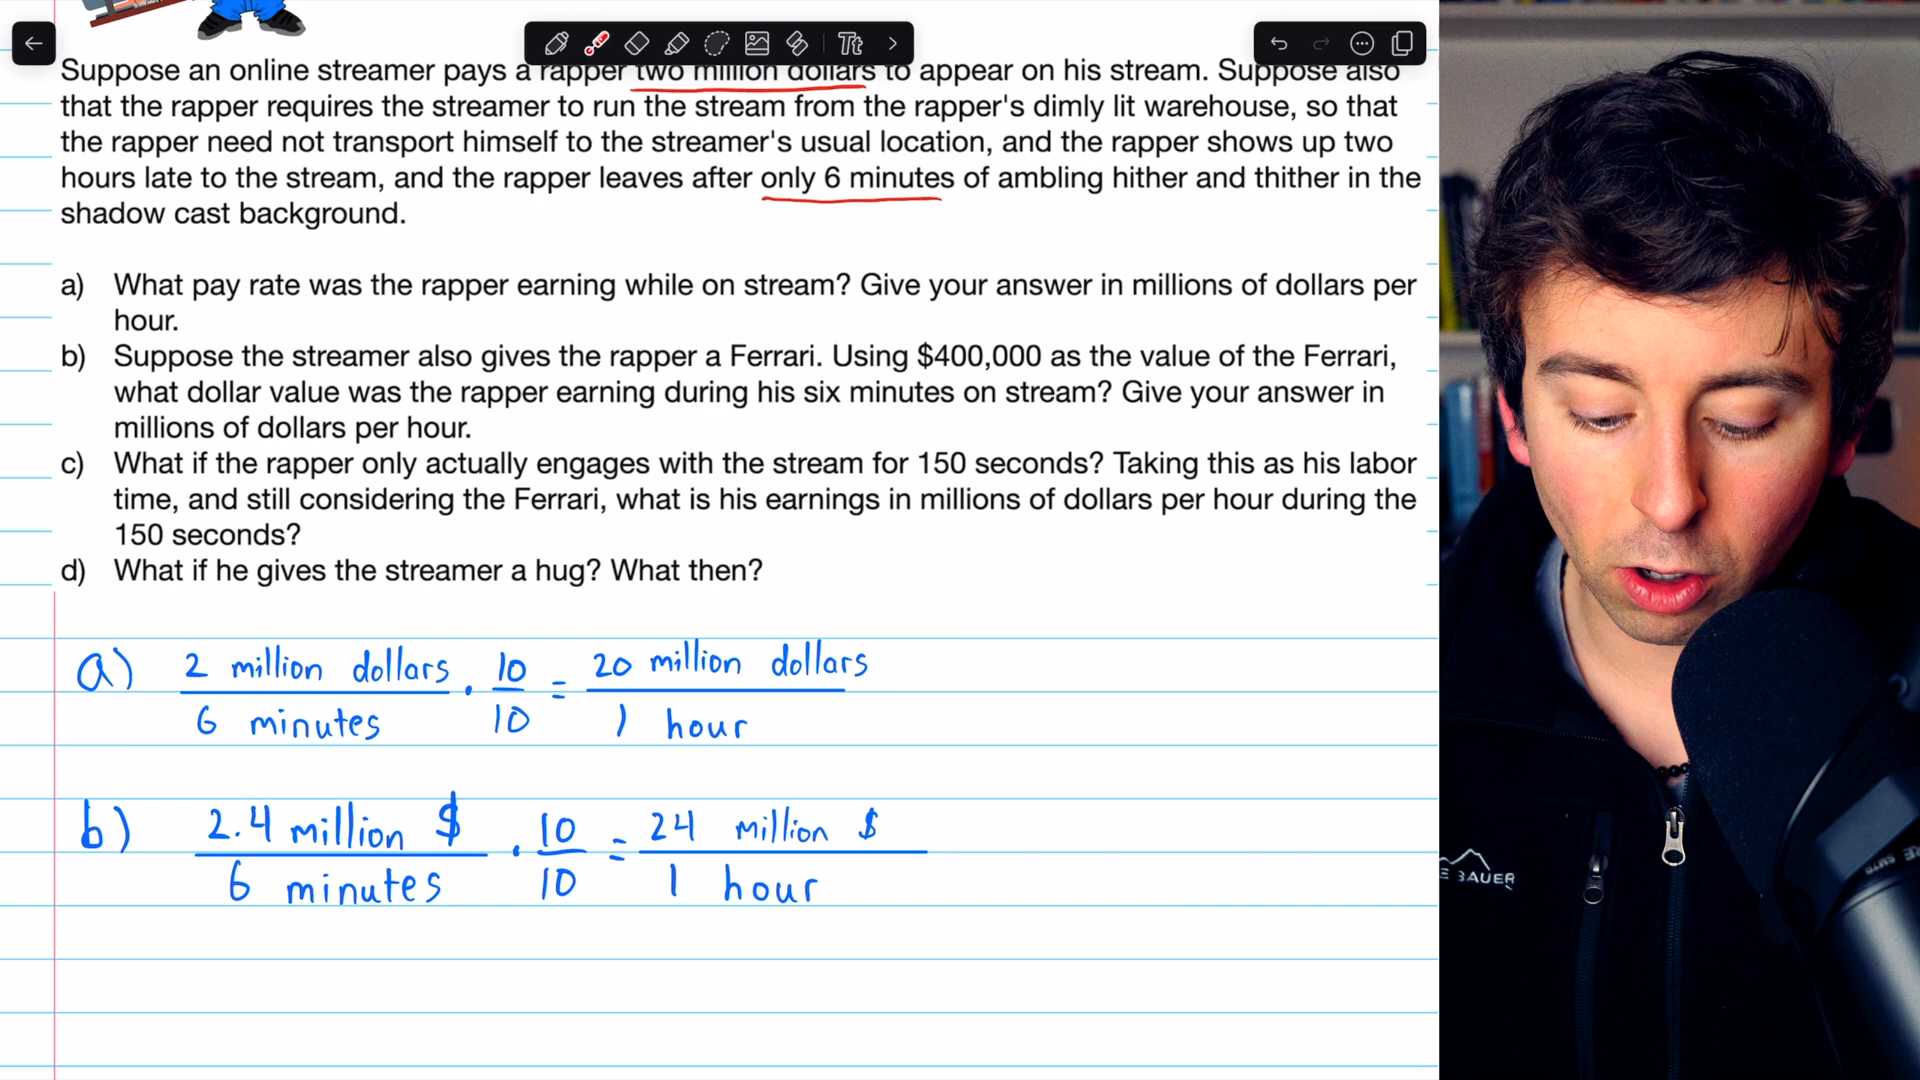 Suppose an online streamer pays a rapper two million dollars to appear on his stream. Suppose also
that the rapper requires the streamer to run the stream from the rapper's dimly lit warehouse, so that
the rapper need not transport himself to the streamer's usual location, and the rapper shows up two
hours late to the stream, and the rapper leaves after only 6 minutes of ambling hither and thither in the
shadow cast background.
a) What pay rate was the rapper earning while on stream? Give your answer in millions of dollars per
hour.
b) Suppose the streamer also gives the rapper a Ferrari. Using $400,000 as the value of the Ferrari,
what dollar value was the rapper earning during his six minutes on stream? Give your answer in
millions of dollars per hour.
c) What if the rapper only actually engages with the stream for 150 seconds? Taking this as his labor
time, and still considering the Ferrari, what is his earnings in millions of dollars per hour during the
150 seconds?
d) What if he gives the streamer a hug? What then?
a) 2 million dollars / 6 minutes · 10/10 = 20 million dollars / 1 hour
b) 2.4 million $ / 6 minutes · 10/10 = 24 million $ / 1 hour
Tt
BAUER